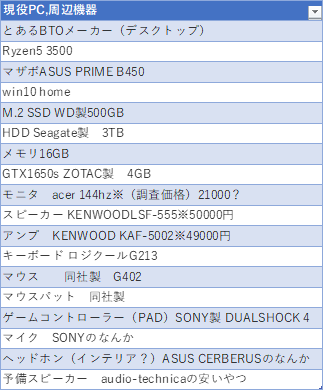 現役PC,周辺機器
とあるBTOメーカー（デスクトップ）
Ryzen5 3500
マザボASUS PRIME B450
win10 home
M.2 SSD WD製500GB
HDD Seagate製　3TB
メモリ16GB
GTX1650s ZOTAC製　4GB
モニタ　acer 144hz※（調査価格）21000？
スピーカー KENWOODLSF-555※50000円
アンプ　KENWOOD KAF-5002※49000円
キーボード ロジクールG213
マウス　　同社製　G402
マウスパット　同社製
ゲームコントローラー（PAD）SONY製 DUALSHOCK 4
マイク　SONYのなんか
ヘッドホン（インテリア？）ASUS CERBERUSのなんか
予備スピーカー　audio-technicaの安いやつ